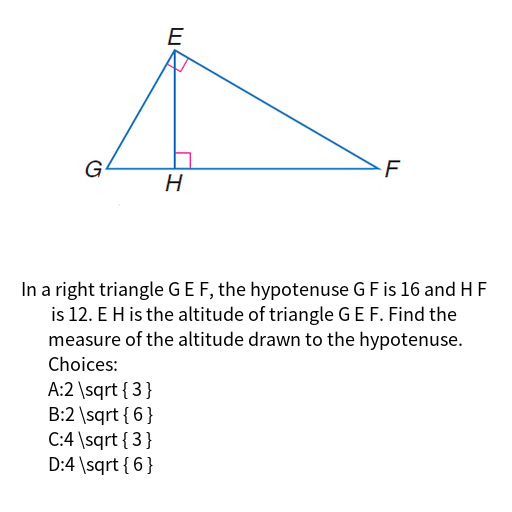 E
G
F
H
In a right triangle G E F, the hypotenuse G F is 16 and H F
is 12. E H is the altitude of triangle G E F. Find the
measure of the altitude drawn to the hypotenuse.
Choices:
A:2 \sqrt { 3 }
B:2 \sqrt { 6 }
C:4 \sqrt { 3 }
D:4 \sqrt { 6 }